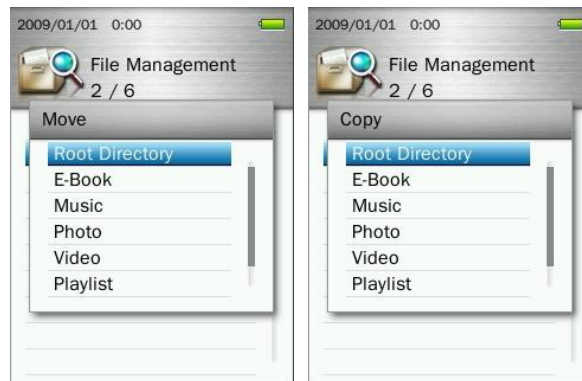 2009/01/01 0:00
File Management
2 / 6
Move
Root Directory
E-Book
Music
Photo
Video
Playlist
2009/01/01 0:00
File Management
2 / 6
Copy
Root Directory
E-Book
Music
Photo
Video
Playlist